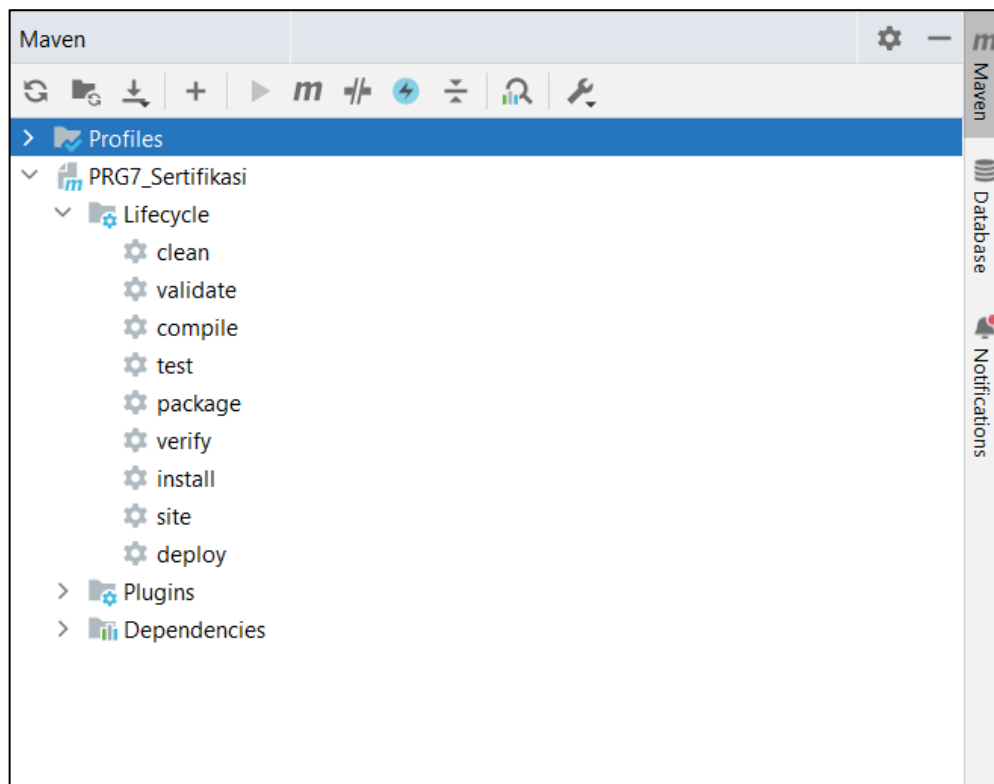 Maven
Profiles
PRG7_Sertifikasi
Lifecycle
clean
validate
compile
test
package
verify
install
site
deploy
Plugins
Dependencies
m
Maven
Database
Notifications